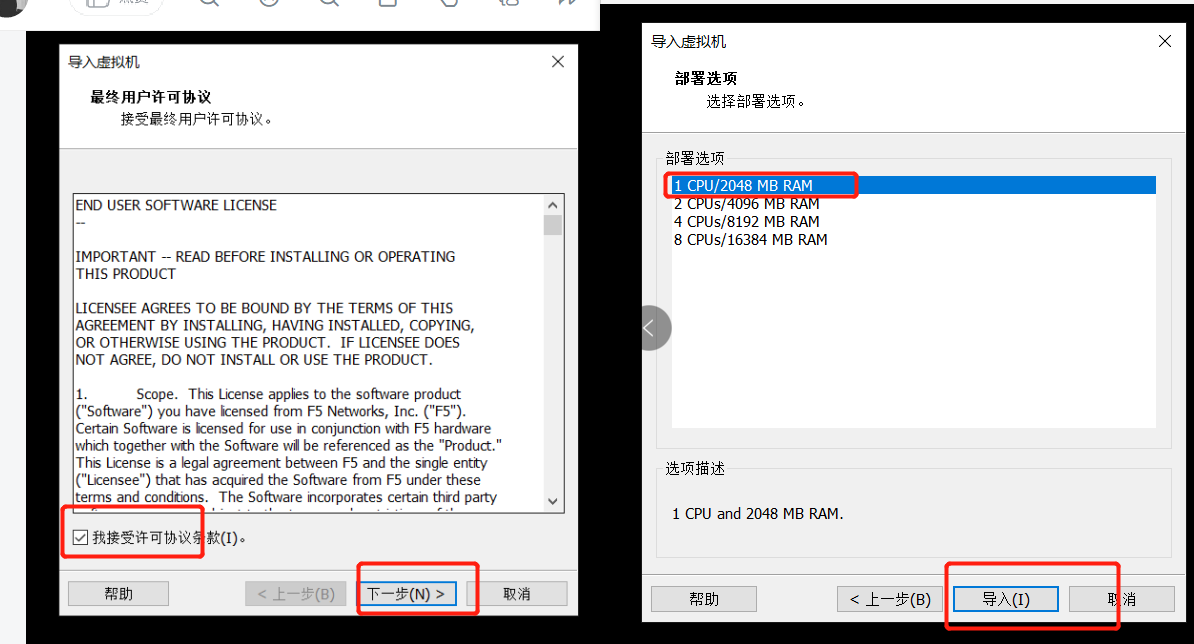 导入虚拟机
最终用户许可协议
接受最终用户许可协议。
END USER SOFTWARE LICENSE
--
IMPORTANT -- READ BEFORE INSTALLING OR OPERATING
THIS PRODUCT
LICENSEE AGREES TO BE BOUND BY THE TERMS OF THIS
AGREEMENT BY INSTALLING, HAVING INSTALLED, COPYING,
OR OTHERWISE USING THE PRODUCT.  IF LICENSEE DOES
NOT AGREE, DO NOT INSTALL OR USE THE PRODUCT.
1.  Scope.  This License applies to the software product
("Software") you have licensed from F5 Networks, Inc. ("F5").
Certain Software is licensed for use in conjunction with F5 hardware
which together with the Software will be referenced as the "Product."
This License is a legal agreement between F5 and the single entity
("Licensee") that has acquired the Software from F5 under these
terms and conditions.  The Software incorporates certain third party
我接受许可协议条款(I)。
帮助
< 上一步(B)
下一步(N) >
取消
导入虚拟机
部署选项
选择部署选项。
部署选项
1 CPU/2048 MB RAM
2 CPUs/4096 MB RAM
4 CPUs/8192 MB RAM
8 CPUs/16384 MB RAM
选项描述
1 CPU and 2048 MB RAM.
帮助
< 上一步(B)
导入(I)
取消